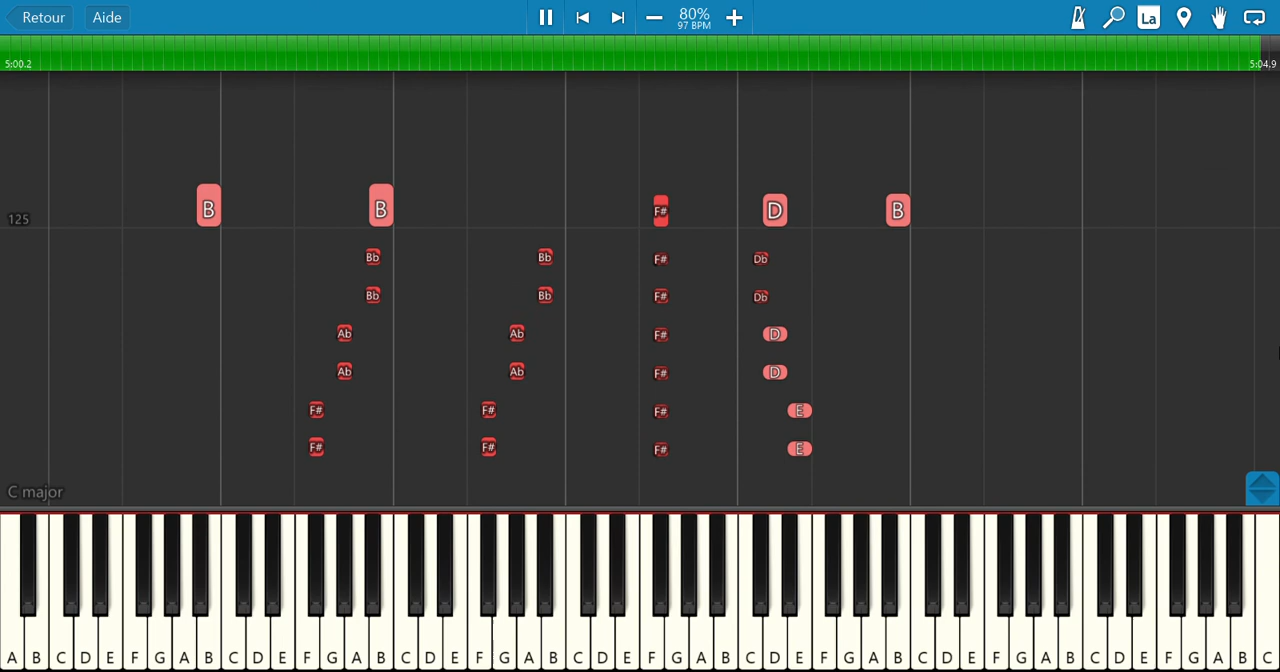 Retour Aide 80% La
97 BPM
5:00.2 5:04.9
B B F# D B
125
Bb Bb F# Db
Bb Bb F# Db
Ab Ab F# D
Ab Ab F# D
F# F# F# E
F# F# F# E
C major
A B C D E F G A B C D E F G A B C D E F G A B C D E F G A B C D E F G A B C D E F G A B C D E F G A B C